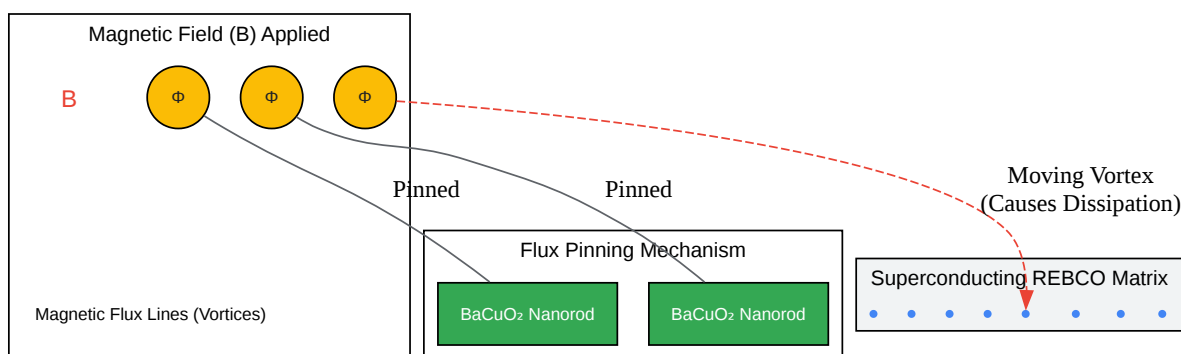 Magnetic Field (B) Applied
B
Φ
Φ
Φ
Pinned
Pinned
Moving Vortex
(Causes Dissipation)
Flux Pinning Mechanism
BaCuO₂ Nanorod
BaCuO₂ Nanorod
Superconducting REBCO Matrix
Magnetic Flux Lines (Vortices)